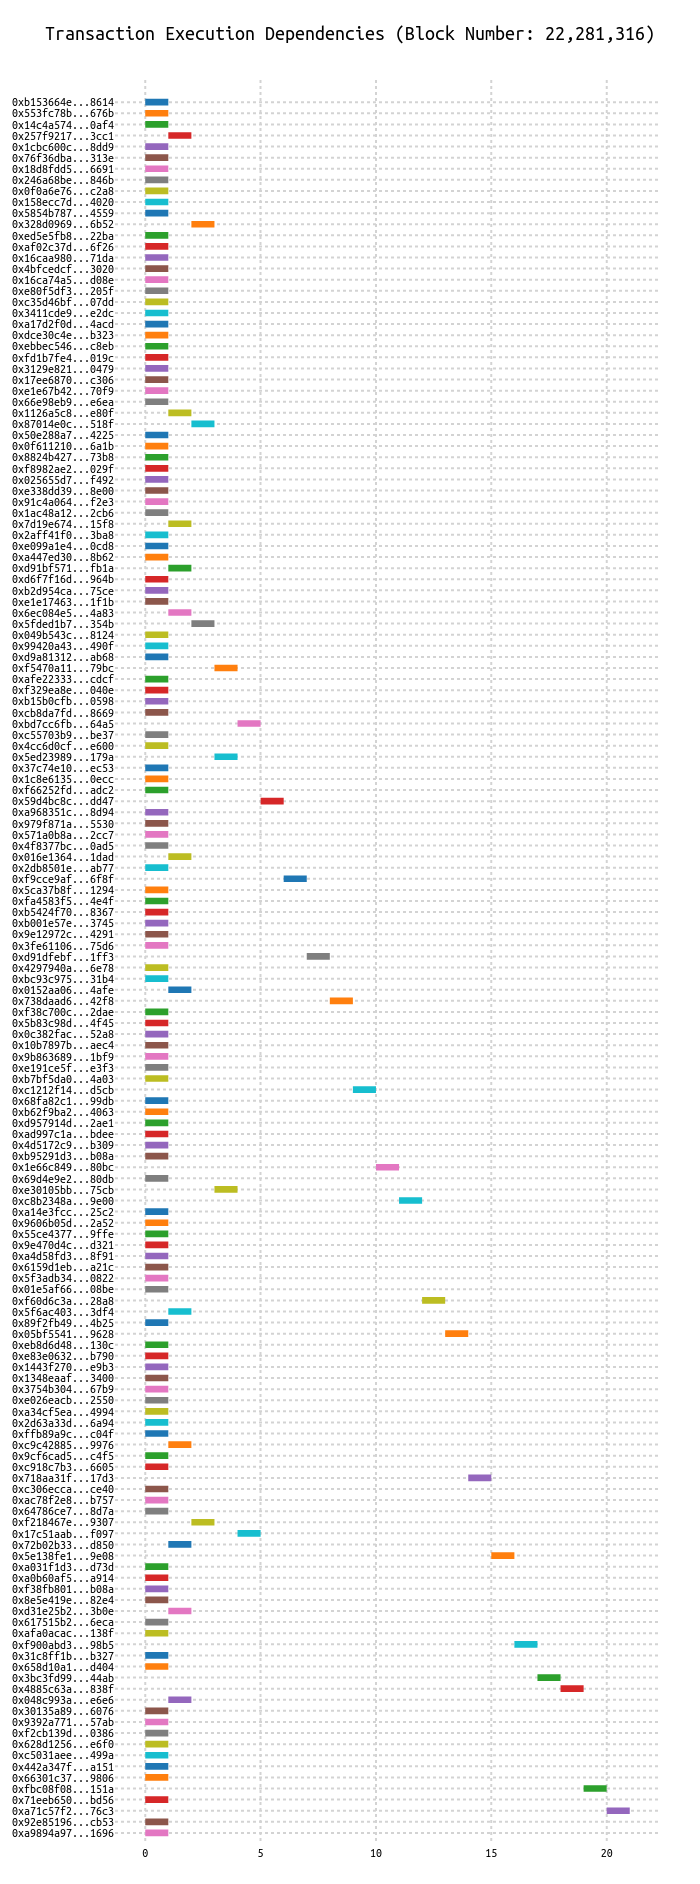 Transaction Execution Dependencies (Block Number: 22,281,316)
0xb153664e...8614
0x553fc78b...676b
0x14c4a574...0af4
0x257f9217...3cc1
0x1cbc600c...8dd9
0x76f36dba...313e
0x18d8fdd5...6691
0x246a68be...846b
0x0f0a6e76...c2a8
0x158ecc7d...4020
0x5854b787...4559
0x328d0969...6b52
0xed5e5fb8...22ba
0xaf02c37d...6f26
0x16caa980...71da
0x4bfcedcf...3020
0x16ca74a5...d08e
0xe80f5df3...205f
0xc35d46bf...07dd
0x3411cde9...e2dc
0xa17d2f0d...4acd
0xdce30c4e...b323
0xebbec546...c8eb
0xfd1b7fe4...019c
0x3129e821...0479
0x17ee6870...c306
0xe1e67b42...70f9
0x66e98eb9...e6ea
0x1126a5c8...e80f
0x87014e0c...518f
0x50e288a7...4225
0x0f611210...6a1b
0x8824b427...73b8
0xf8982ae2...029f
0x025655d7...f492
0xe338dd39...8e00
0x91c4a064...f2e3
0x1ac48a12...2cb6
0x7d19e674...15f8
0x2aff41f0...3ba8
0xe099a1e4...0cd8
0xa447ed30...8b62
0xd91bf571...fb1a
0xd6f7f16d...964b
0xb2d954ca...75ce
0xe1e17463...1f1b
0x6ec084e5...4a83
0x5fded1b7...354b
0x049b543c...8124
0x99420a43...490f
0xd9a81312...ab68
0xf5470a11...79bc
0xafe22333...cdcf
0xf329ea8e...040e
0xb15b0cfb...0598
0xcb8da7fd...8669
0xbd7cc6fb...64a5
0xc55703b9...be37
0x4cc6d0cf...e600
0x5ed23989...179a
0x37c74e10...ec53
0x1c8e6135...0ecc
0xf66252fd...adc2
0x59d4bc8c...dd47
0xa968351c...8d94
0x979f871a...5530
0x571a0b8a...2cc7
0x4f8377bc...0ad5
0x016e1364...1dad
0x2db8501e...ab77
0xf9cce9af...6f8f
0x5ca37b8f...1294
0xfa4583f5...4e4f
0xb5424f70...8367
0xb001e57e...3745
0x9e12972c...4291
0x3fe61106...75d6
0xd91dfebf...1ff3
0x4297940a...6e78
0xbc93c975...31b4
0x0152aa06...4afe
0x738daad6...42f8
0xf38c700c...2dae
0x5b83c98d...4f45
0x0c382fac...52a8
0x10b7897b...aec4
0x9b863689...1bf9
0xe191ce5f...e3f3
0xb7bf5da0...4a03
0xc1212f14...d5cb
0x68fa82c1...99db
0xb62f9ba2...4063
0xd957914d...2ae1
0xad997c1a...bdee
0x4d5172c9...b309
0xb95291d3...b08a
0x1e66c849...80bc
0x69d4e9e2...80db
0xe30105bb...75cb
0xc8b2348a...9e00
0xa14e3fcc...25c2
0x9606b05d...2a52
0x55ce4377...9ffe
0x9e470d4c...d321
0xa4d58fd3...8f91
0x6159d1eb...a21c
0x5f3adb34...0822
0x01e5af66...08be
0xf60d6c3a...28a8
0x5f6ac403...3df4
0x89f2fb49...4b25
0x05bf5541...9628
0xeb8d6d48...130c
0xe83e0632...b790
0x1443f270...e9b3
0x1348eaaf...3400
0x3754b304...67b9
0xe026eacb...2550
0xa34cf5ea...4994
0x2d63a33d...6a94
0xffb89a9c...c04f
0xc9c42885...9976
0x9cf6cad5...c4f5
0xc918c7b3...6605
0x718aa31f...17d3
0xc306ecca...ce40
0xac78f2e8...b757
0x64786ce7...8d7a
0xf218467e...9307
0x17c51aab...f097
0x72b02b33...d850
0x5e138fe1...9e08
0xa031f1d3...d73d
0xa0b60af5...a914
0xf38fb801...b08a
0x8e5e419e...82e4
0xd31e25b2...3b0e
0x617515b2...6eca
0xafa0acac...138f
0xf900abd3...98b5
0x31c8ff1b...b327
0x658d10a1...d404
0x3bc3fd99...44ab
0x4885c63a...838f
0x048c993a...e6e6
0x30135a89...6076
0x9392a771...57ab
0xf2cb139d...0386
0x628d1256...e6f0
0xc5031aee...499a
0x442a347f...a151
0x66301c37...9806
0xfbc08f08...151a
0x71eeb650...bd56
0xa71c57f2...76c3
0x92e85196...cb53
0xa9894a97...1696
0 5 10 15 20